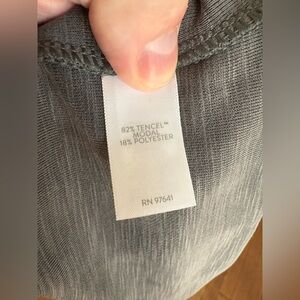 82% TENCEL™
MODAL
18% POLYESTER
RN 97641